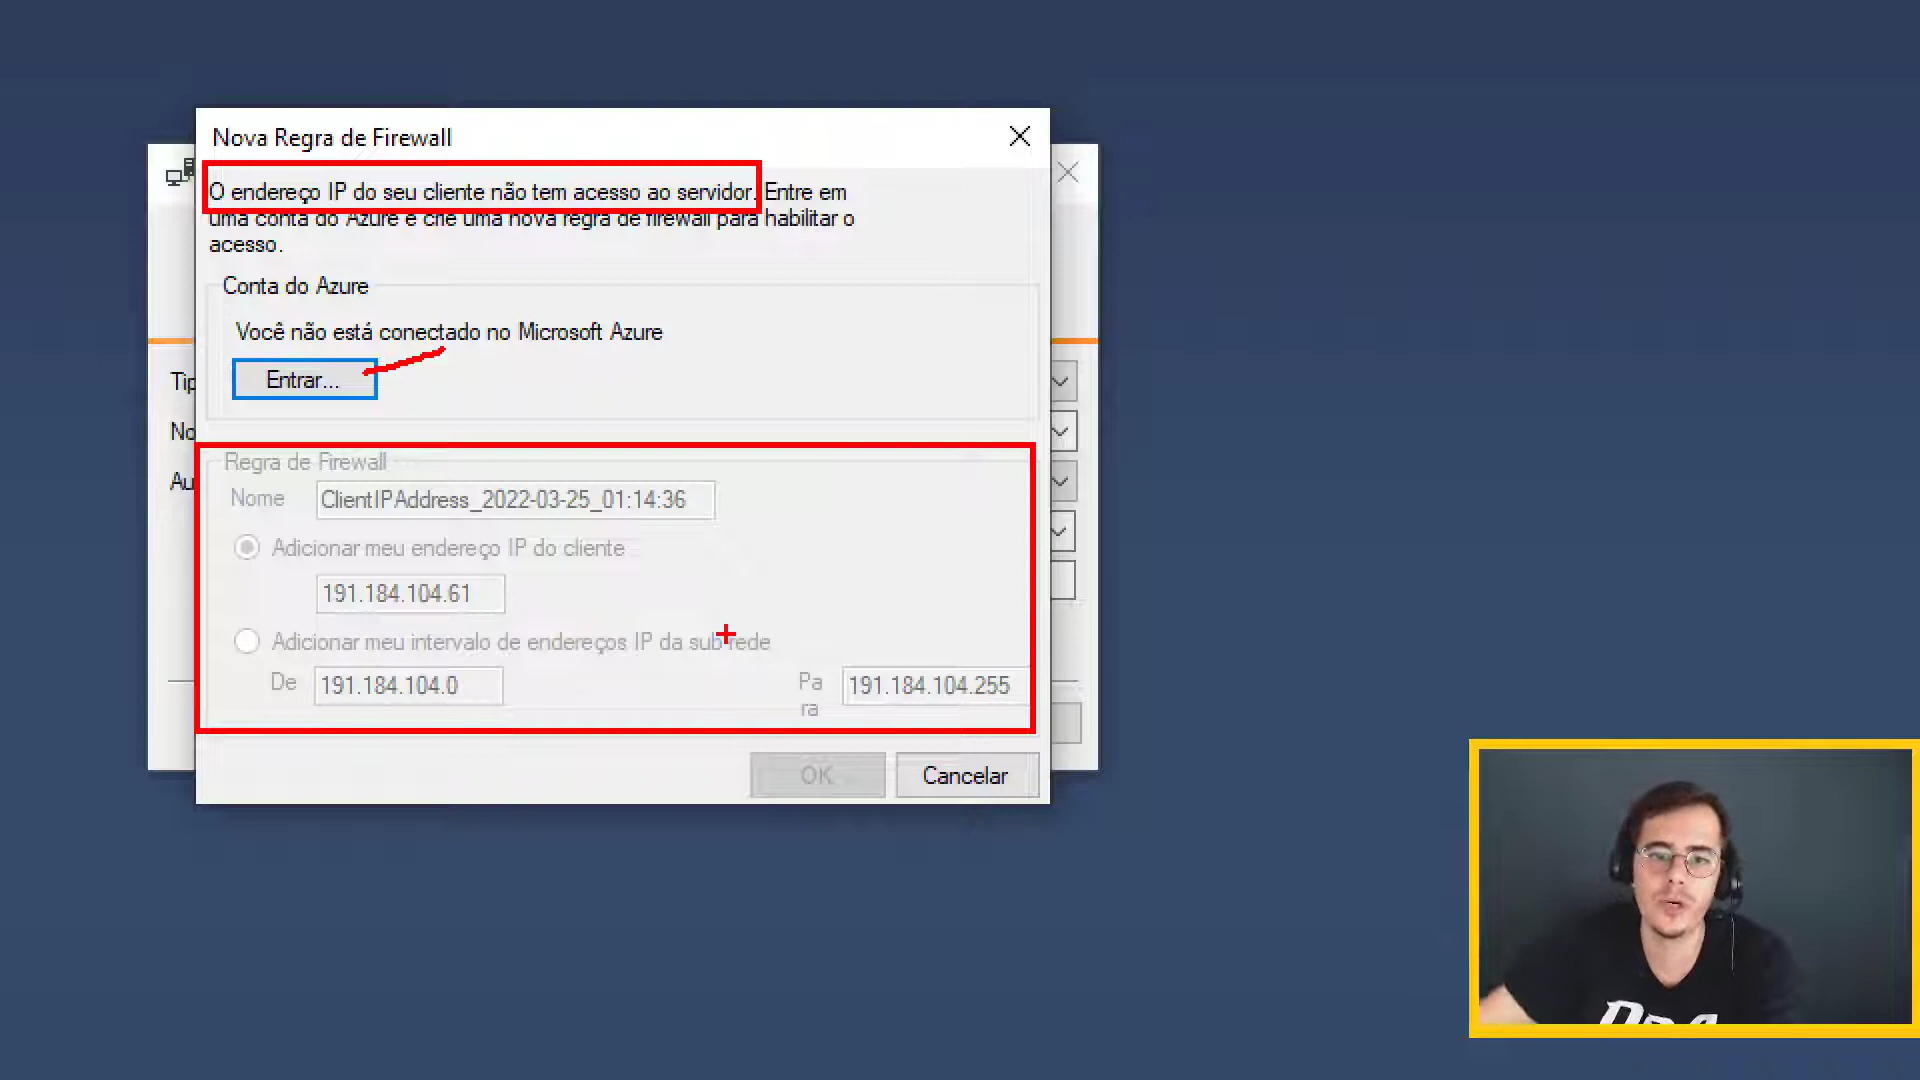 Nova Regra de Firewall
O endereço IP do seu cliente não tem acesso ao servidor. Entre em
uma conta do Azure e crie uma nova regra de firewall para habilitar o
acesso.
Conta do Azure
Você não está conectado no Microsoft Azure
Entrar...
Tip
No
Au
Regra de Firewall
Nome ClientIPAddress_2022-03-25_01:14:36
Adicionar meu endereço IP do cliente
191.184.104.61
Adicionar meu intervalo de endereços IP da sub rede
De 191.184.104.0 Pa
ra 191.184.104.255
OK Cancelar